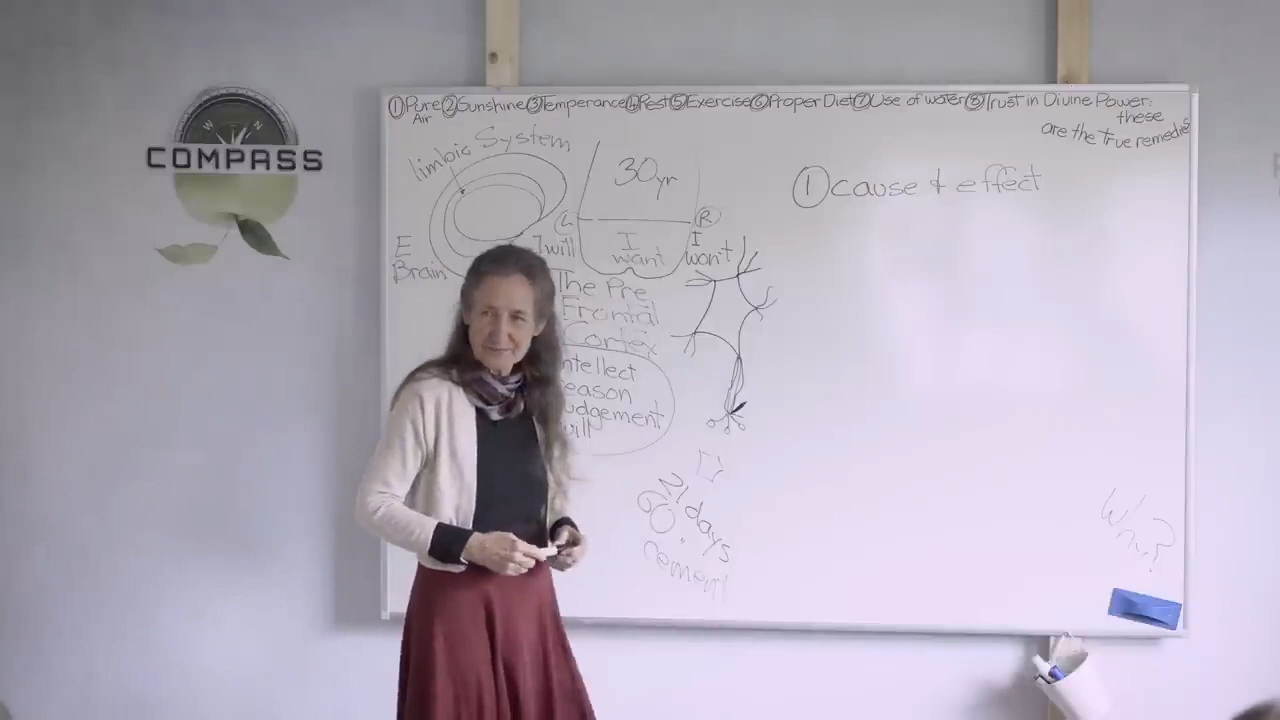 W N
COMPASS
①Pure ②Sunshine ③Temperance ④Rest ⑤Exercise ⑥Proper Diet ⑦Use of water ⑧Trust in Divine Power.
Air
these
are the true remedies
limbic System
30yr
① cause & effect
L
R
E
Brain
I will
I
want
I
won't
The Pre
Frontal
Cortex
ntellect
eason
udgement
will
21 days
60
cement
Why?